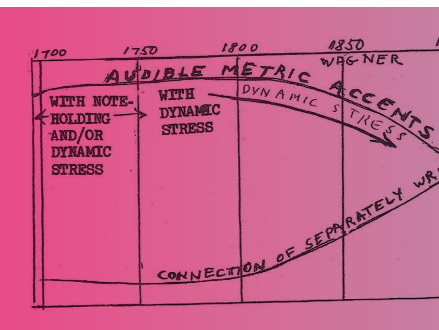 1700 1750 1800 1850
WAGNER
AUDIBLE METRIC ACCENTS
WITH NOTE-
HOLDING
AND/OR
DYNAMIC
STRESS
WITH
DYNAMIC
STRESS
DYNAMIC STRESS
CONNECTION OF SEPARATELY